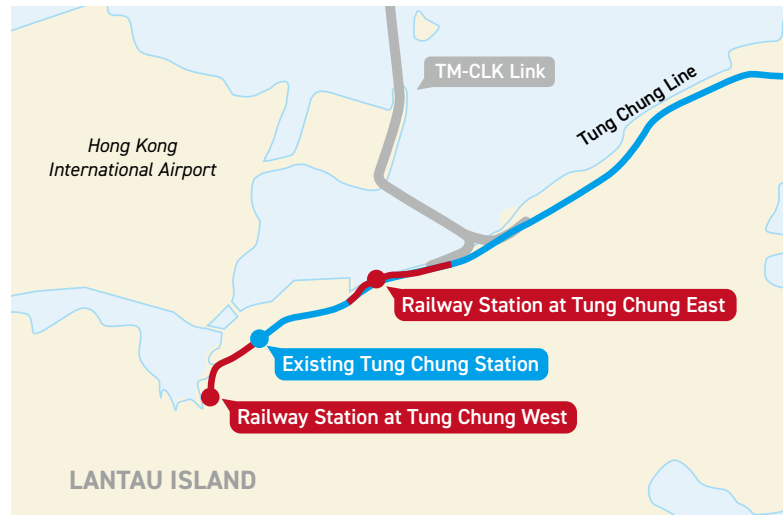 TM-CLK Link
Tung Chung Line
Hong Kong
International Airport
Railway Station at Tung Chung East
Existing Tung Chung Station
Railway Station at Tung Chung West
LANTAU ISLAND